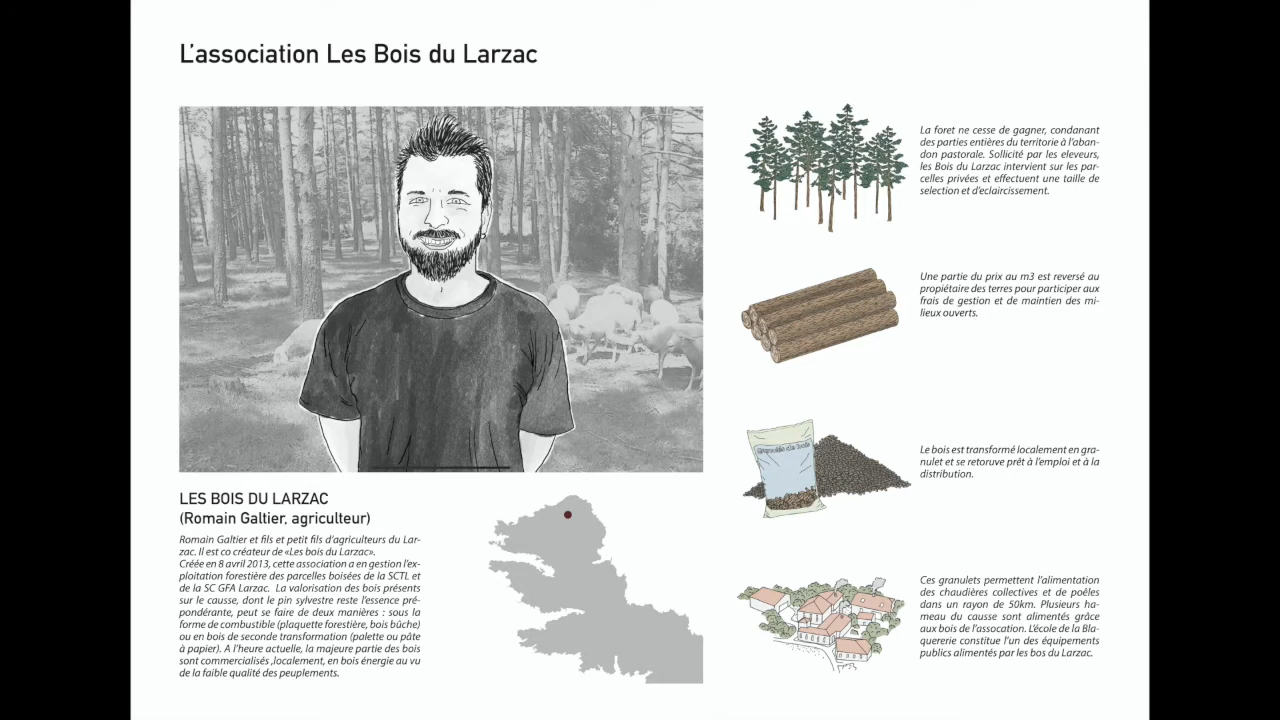 L'association Les Bois du Larzac
La foret ne cesse de gagner, condanant
des parties entières du territorie à l'aban-
don pastorale. Sollicité par les eleveurs,
les Bois du Larzac intervient sur les par-
celles privées et effectuent une taille de
selection et d'eclaircissement.
Une partie du prix au m3 est reversé au
propiétaire des terres pour participer aux
frais de gestion et de maintien des mi-
lieux ouverts.
Granulés de bois
Le bois est transformé localement en gra-
nulet et se retoruve prêt à l'emploi et à la
distribution.
Ces granulets permettent l'alimentation
des chaudières collectives et de poêles
dans un rayon de 50km. Plusieurs ha-
meau du causse sont alimentés grâce
aux bois de l'assocation. L'école de la Bla-
quererie constitue l'un des équipements
publics alimentés par les bos du Larzac.
LES BOIS DU LARZAC
(Romain Galtier, agriculteur)
Romain Galtier et fils et petit fils d'agriculteurs du Lar-
zac. Il est co créateur de «Les bois du Larzac».
Créée en 8 avril 2013, cette association a en gestion l'ex-
ploitation forestière des parcelles boisées de la SCTL et
de la SC GFA Larzac. La valorisation des bois présents
sur le causse, dont le pin sylvestre reste l'essence pré-
pondérante, peut se faire de deux manières : sous la
forme de combustible (plaquette forestière, bois bûche)
ou en bois de seconde transformation (palette ou pâte
à papier). A l'heure actuelle, la majeure partie des bois
sont commercialisés ,localement, en bois énergie au vu
de la faible qualité des peuplements.